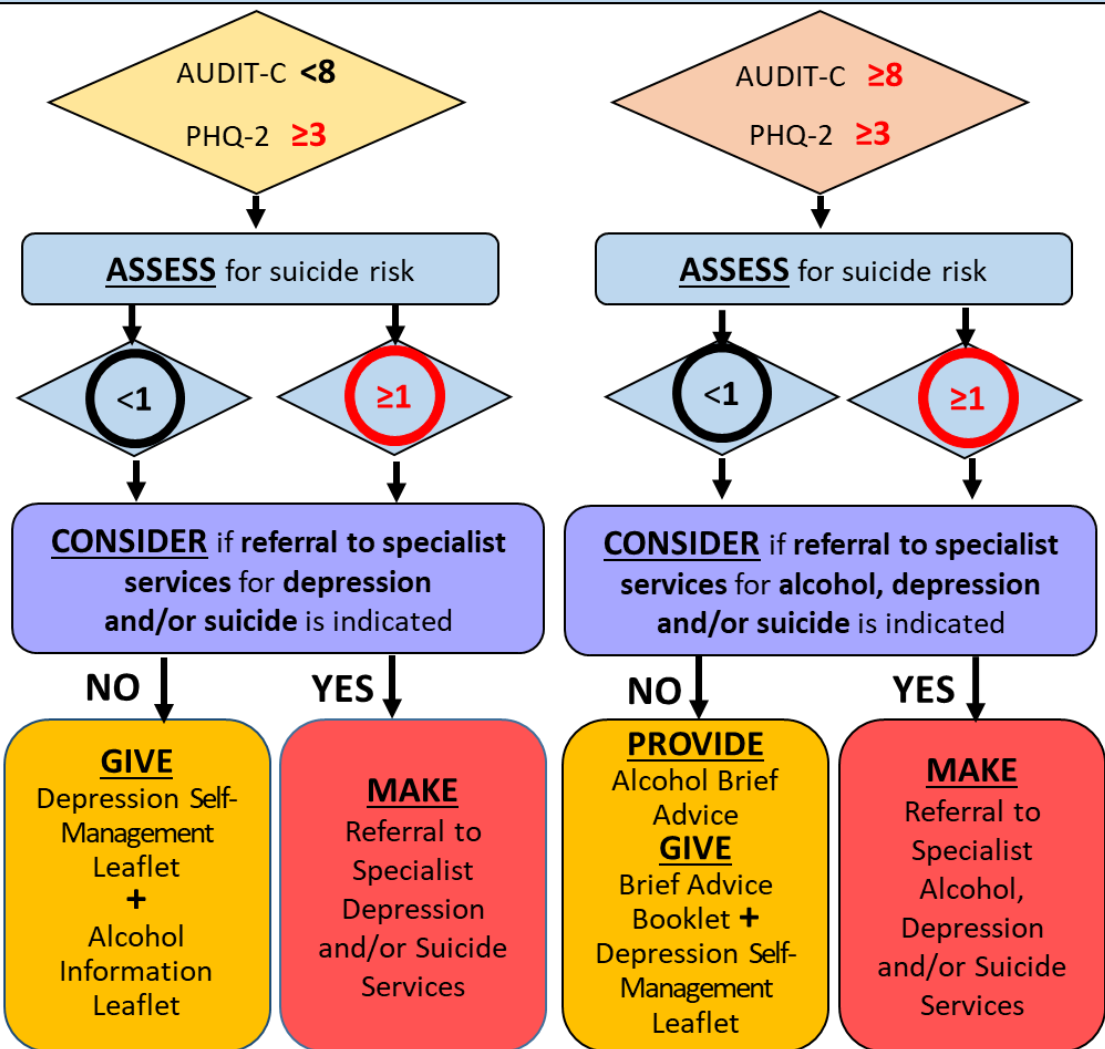 AUDIT-C <8
PHQ-2 ≥3
ASSESS for suicide risk
<1
≥1
CONSIDER if referral to specialist
services for depression
and/or suicide is indicated
NO
YES
GIVE
Depression Self-
Management
Leaflet
+
Alcohol
Information
Leaflet
MAKE
Referral to
Specialist
Depression
and/or Suicide
Services
AUDIT-C ≥8
PHQ-2 ≥3
ASSESS for suicide risk
<1
≥1
CONSIDER if referral to specialist
services for alcohol, depression
and/or suicide is indicated
NO
YES
PROVIDE
Alcohol Brief
Advice
GIVE
Brief Advice
Booklet +
Depression Self-
Management
Leaflet
MAKE
Referral to
Specialist
Alcohol,
Depression
and/or Suicide
Services